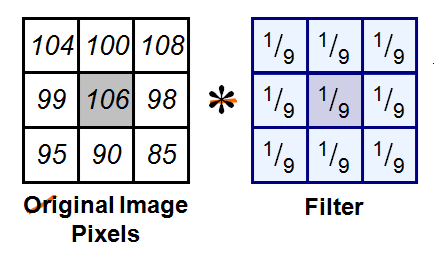 104 100 108 1/9 1/9 1/9
99 106 98 * 1/9 1/9 1/9
95 90 85 1/9 1/9 1/9
Original Image Filter
Pixels